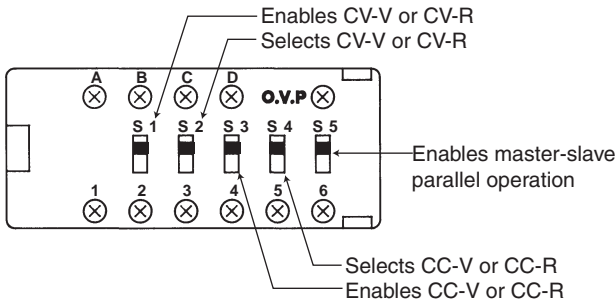 Enables CV-V or CV-R
Selects CV-V or CV-R
A B C D
O.V.P
S 1 S 2 S 3 S 4 S 5
Enables master-slave
parallel operation
1 2 3 4 5 6
Selects CC-V or CC-R
Enables CC-V or CC-R